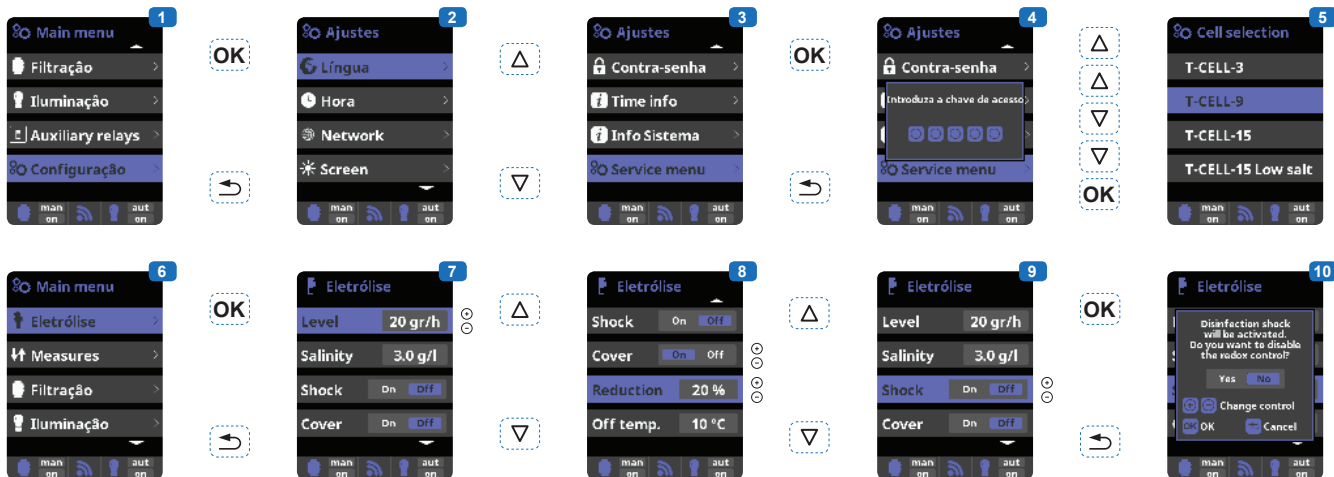 1
Main menu
Filtração
Iluminação
Auxiliary relays
Configuração
man
on
aut
on
OK
2
Ajustes
Língua
Hora
Network
Screen
man
on
aut
on
3
Ajustes
Contra-senha
Time info
Info Sistema
Service menu
man
on
aut
on
OK
4
Ajustes
Contra-senha
Introduza a chave de acesso
Service menu
man
on
aut
on
OK
5
Cell selection
T-CELL-3
T-CELL-9
T-CELL-15
T-CELL-15 Low salt
man
on
aut
on
6
Main menu
Eletrólise
Measures
Filtração
Iluminação
man
on
aut
on
OK
7
Eletrólise
Level 20 gr/h
Salinity 3.0 g/l
Shock On Off
Cover On Off
man
on
aut
on
8
Eletrólise
Shock On Off
Cover On Off
Reduction 20 %
Off temp. 10 ºC
man
on
aut
on
9
Eletrólise
Level 20 gr/h
Salinity 3.0 g/l
Shock On Off
Cover On Off
man
on
aut
on
OK
10
Eletrólise
Disinfection shock
will be activated.
Do you want to disable
the redox control?
Yes No
Change control
OK OK Cancel
man
on
aut
on